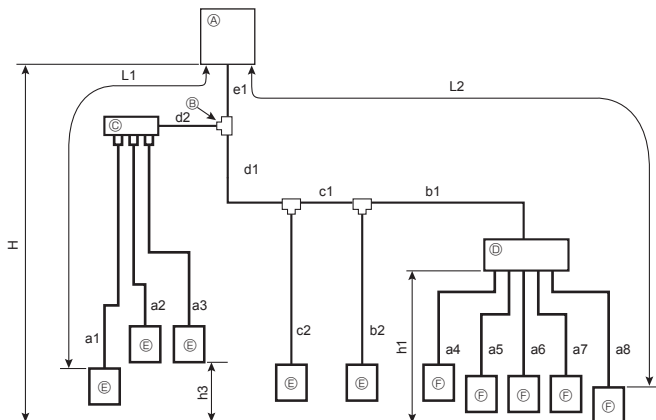 Ⓐ
L1
e1
L2
Ⓑ
Ⓒ
d2
d1
c1
b1
H
Ⓓ
a1
a2
a3
c2
b2
h1
a4
a5
a6
a7
a8
Ⓔ
Ⓔ
Ⓔ
Ⓔ
Ⓔ
h3
Ⓕ
Ⓕ
Ⓕ
Ⓕ
Ⓕ